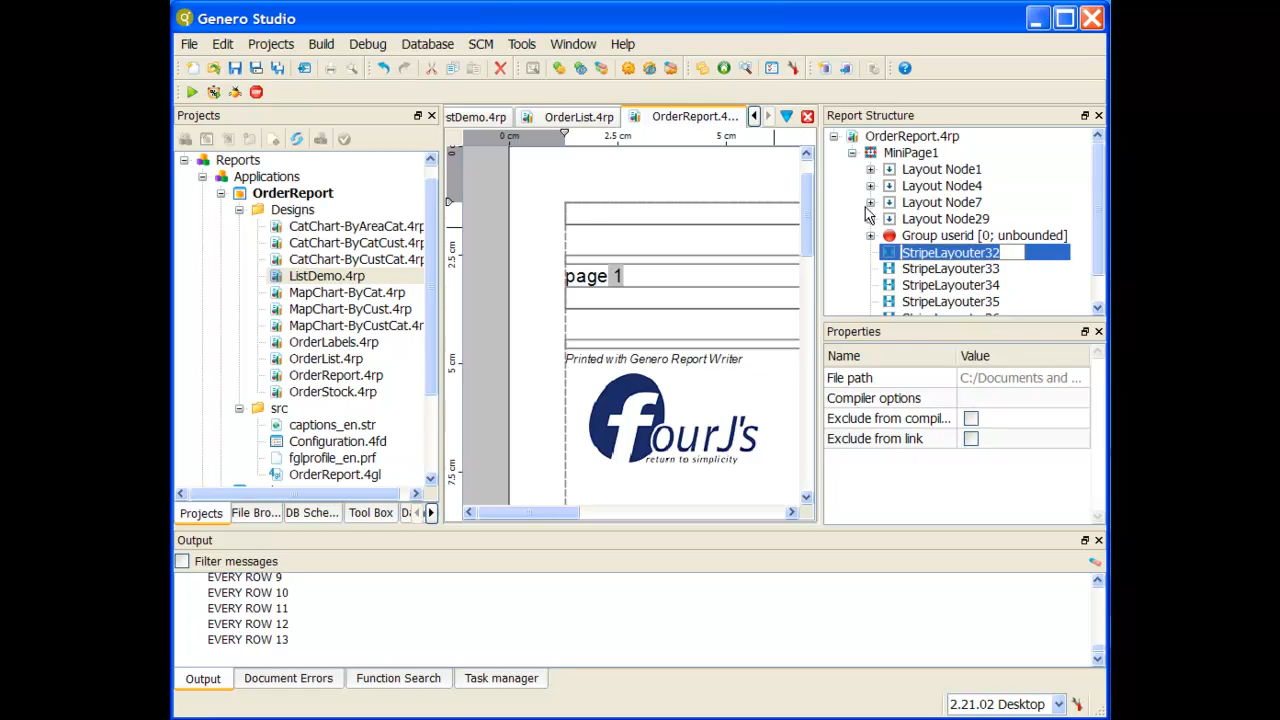 Genero Studio
File Edit Projects Build Debug Database SCM Tools Window Help
Projects
Reports
Applications
OrderReport
Designs
CatChart-ByAreaCat.4rp
CatChart-ByCatCust.4rp
CatChart-ByCustCat.4rp
ListDemo.4rp
MapChart-ByCat.4rp
MapChart-ByCust.4rp
MapChart-ByCustCat.4rp
OrderLabels.4rp
OrderList.4rp
OrderReport.4rp
OrderStock.4rp
src
captions_en.str
Configuration.4fd
fglprofile_en.prf
OrderReport.4gl
Projects File Bro... DB Sche... Tool Box
stDemo.4rp OrderList.4rp OrderReport.4...
0 cm 2.5 cm 5 cm
0
2.5 cm
5 cm
7.5 cm
page 1
Printed with Genero Report Writer
fourJ's
return to simplicity
Report Structure
OrderReport.4rp
MiniPage1
Layout Node1
Layout Node4
Layout Node7
Layout Node29
Group userid [0; unbounded]
StripeLayouter32
StripeLayouter33
StripeLayouter34
StripeLayouter35
Properties
Name Value
File path C:/Documents and ...
Compiler options
Exclude from compil...
Exclude from link
Output
Filter messages
EVERY ROW 9
EVERY ROW 10
EVERY ROW 11
EVERY ROW 12
EVERY ROW 13
Output Document Errors Function Search Task manager
2.21.02 Desktop